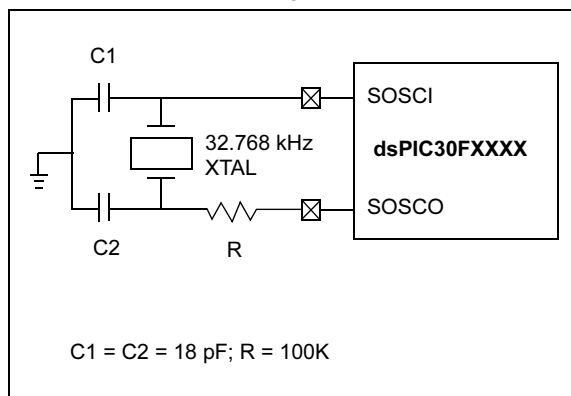 C1
SOSCI
32.768 kHz
XTAL
dsPIC30FXXXX
SOSCO
C2
R
C1 = C2 = 18 pF; R = 100K